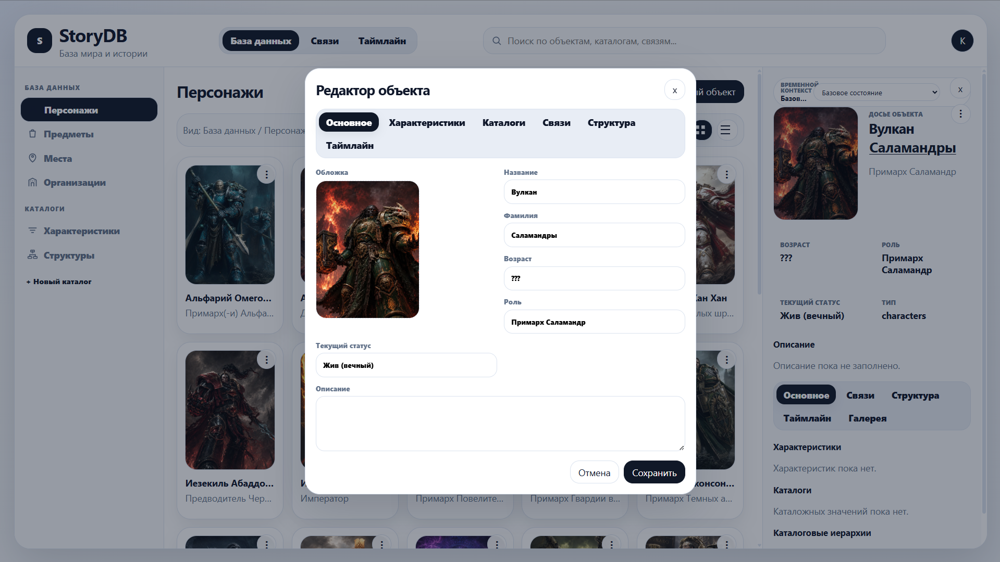 S
StoryDB
База мира и истории
База данных
Связи
Таймлайн
Поиск по объектам, каталогам, связям...
K
БАЗА ДАННЫХ
Персонажи
Предметы
Места
Организации
КАТАЛОГИ
Характеристики
Структуры
+ Новый каталог
Персонажи
объект
Вид: База данных /
Альфарий Омего...
Примарх(-и) Альфа...
Хан
Иезекиль Абаддо...
Предводитель Чер...
Император
Примарх Повелите...
Примарх Гвардии в...
Примарх Темных а...
Редактор объекта
x
Основное
Характеристики
Каталоги
Связи
Структура
Таймлайн
Обложка
Название
Вулкан
Фамилия
Саламандры
Возраст
???
Роль
Примарх Саламандр
Текущий статус
Жив (вечный)
Описание
Отмена
Сохранить
ВРЕМЕННОЙ
КОНТЕКСТ
Базов...
Базовое состояние
x
ДОСЬЕ ОБЪЕКТА
Вулкан
Саламандры
Примарх Саламандр
ВОЗРАСТ
???
РОЛЬ
Примарх
Саламандр
ТЕКУЩИЙ СТАТУС
Жив (вечный)
ТИП
characters
Описание
Описание пока не заполнено.
Основное
Связи
Структура
Таймлайн
Галерея
Характеристики
Характеристик пока нет.
Каталоги
Каталожных значений пока нет.
Каталоговые иерархии